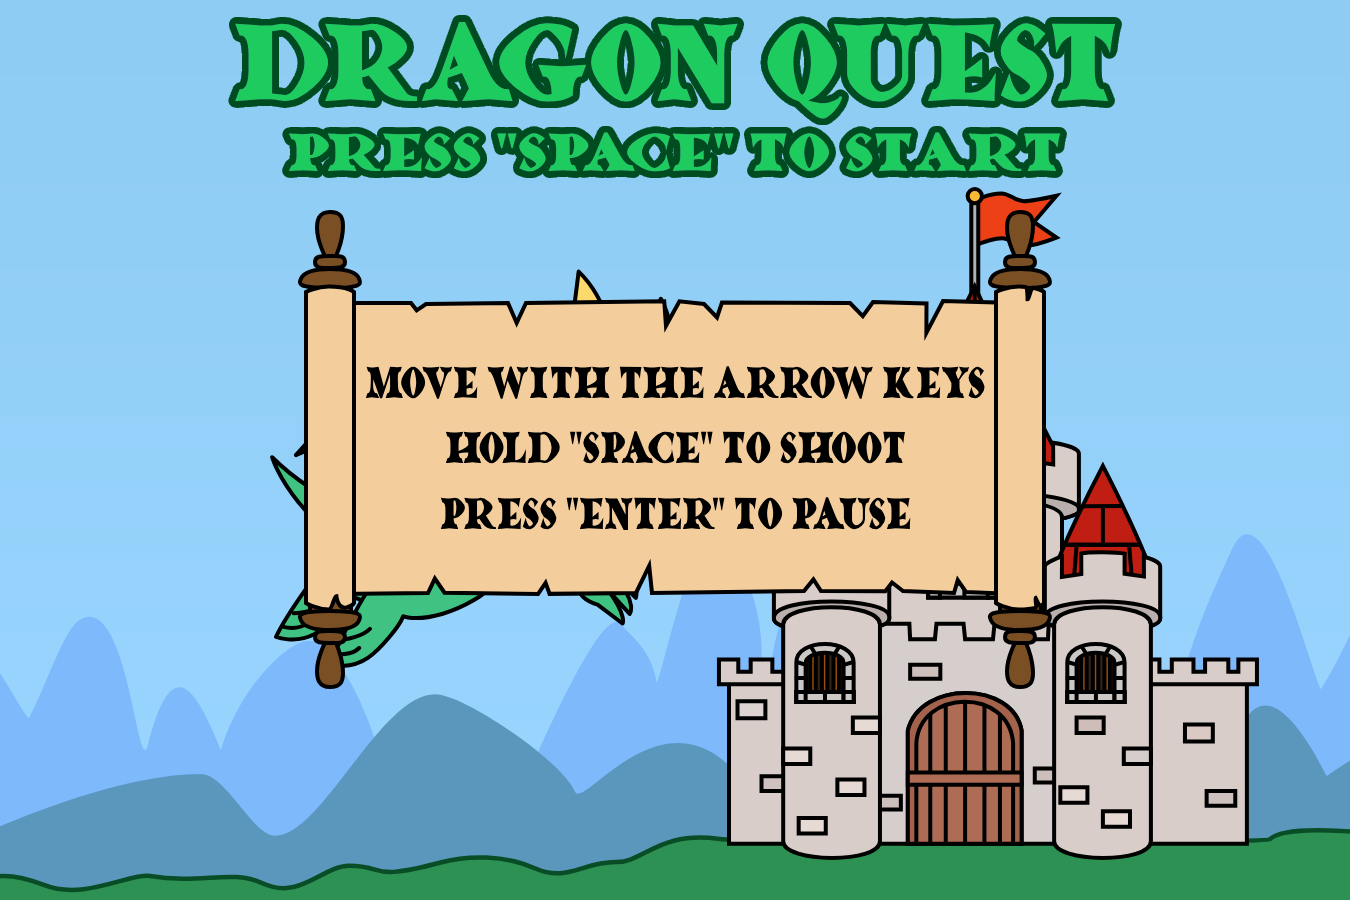 DRAGON QUEST
PRESS "SPACE" TO START
MOVE WITH THE ARROW KEYS
HOLD "SPACE" TO SHOOT
PRESS "ENTER" TO PAUSE